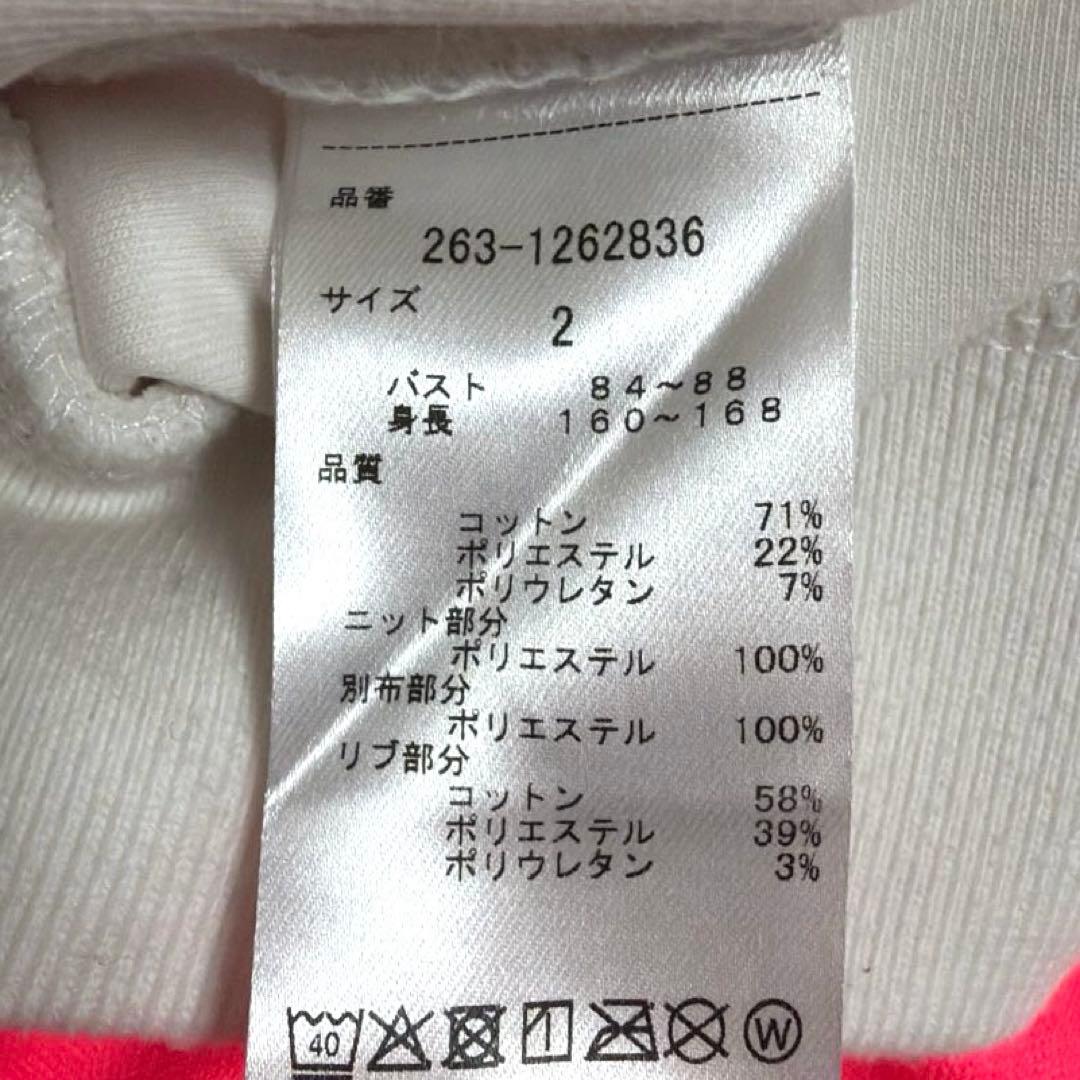 品番
263-1262836
サイズ
2
バスト 84~88
身長 160~168
品質
コットン 71%
ポリエステル 22%
ポリウレタン 7%
ニット部分
ポリエステル 100%
別布部分
ポリエステル 100%
リブ部分
コットン 58%
ポリエステル 39%
ポリウレタン 3%
40 W